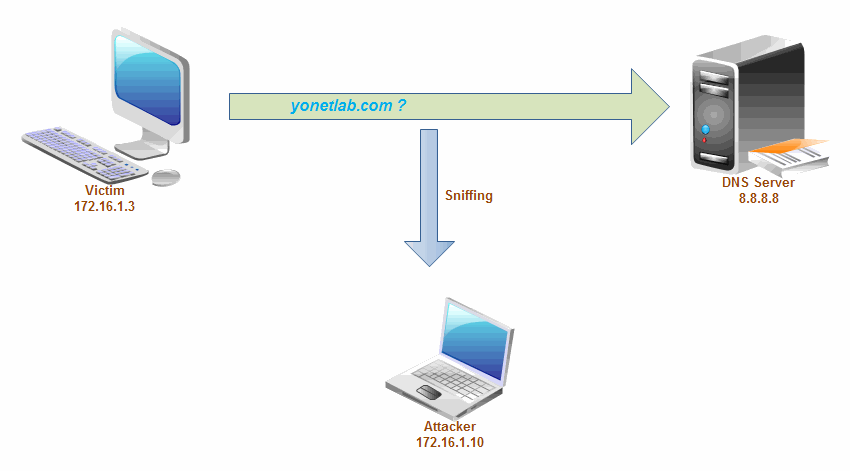 yonetlab.com ?
Victim
172.16.1.3
DNS Server
8.8.8.8
Sniffing
Attacker
172.16.1.10